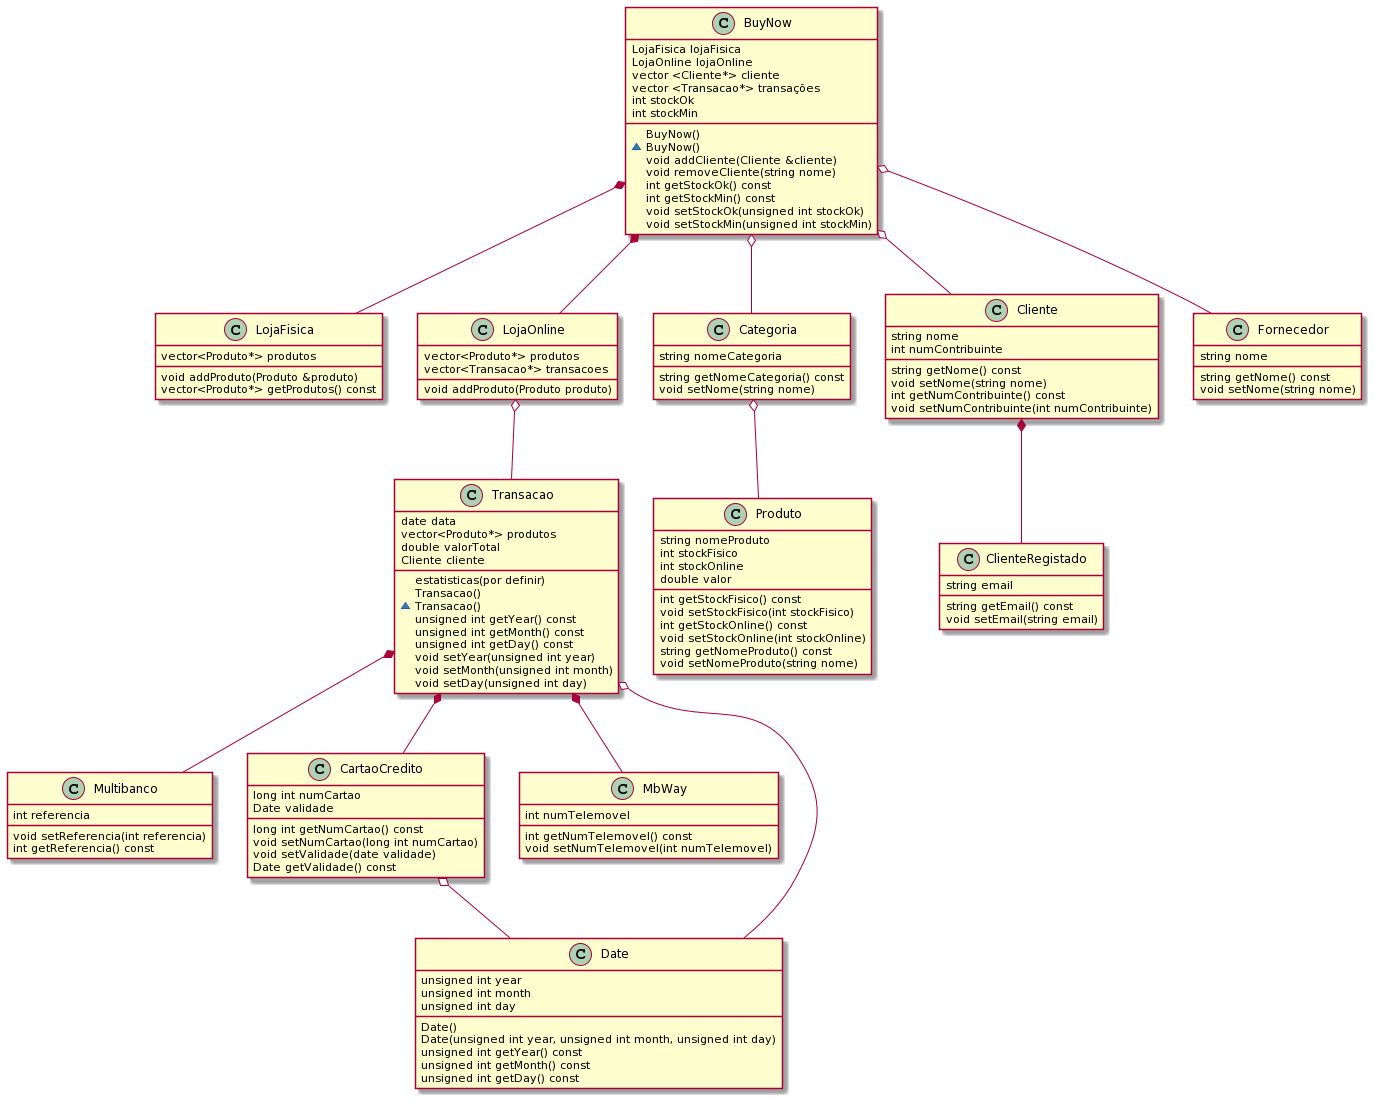 C BuyNow
LojaFisica lojaFisica
LojaOnline lojaOnline
vector <Cliente*> cliente
vector <Transacao*> transações
int stockOk
int stockMin
BuyNow()
BuyNow()
void addCliente(Cliente &cliente)
void removeCliente(string nome)
int getStockOk() const
int getStockMin() const
void setStockOk(unsigned int stockOk)
void setStockMin(unsigned int stockMin)
C LojaFisica
vector<Produto*> produtos
void addProduto(Produto &produto)
vector<Produto*> getProdutos() const
C LojaOnline
vector<Produto*> produtos
vector<Transacao*> transacoes
void addProduto(Produto produto)
C Categoria
string nomeCategoria
string getNomeCategoria() const
void setNome(string nome)
C Cliente
string nome
int numContribuinte
string getNome() const
void setNome(string nome)
int getNumContribuinte() const
void setNumContribuinte(int numContribuinte)
C Fornecedor
string nome
string getNome() const
void setNome(string nome)
C Transacao
date data
vector<Produto*> produtos
double valorTotal
Cliente cliente
estatisticas(por definir)
Transacao()
Transacao()
unsigned int getYear() const
unsigned int getMonth() const
unsigned int getDay() const
void setYear(unsigned int year)
void setMonth(unsigned int month)
void setDay(unsigned int day)
C Produto
string nomeProduto
int stockFisico
int stockOnline
double valor
int getStockFisico() const
void setStockFisico(int stockFisico)
int getStockOnline() const
void setStockOnline(int stockOnline)
string getNomeProduto() const
void setNomeProduto(string nome)
C ClienteRegistado
string email
string getEmail() const
void setEmail(string email)
C Multibanco
int referencia
void setReferencia(int referencia)
int getReferencia() const
C CartaoCredito
long int numCartao
Date validade
long int getNumCartao() const
void setNumCartao(long int numCartao)
void setValidade(date validade)
Date getValidade() const
C MbWay
int numTelemovel
int getNumTelemovel() const
void setNumTelemovel(int numTelemovel)
C Date
unsigned int year
unsigned int month
unsigned int day
Date()
Date(unsigned int year, unsigned int month, unsigned int day)
unsigned int getYear() const
unsigned int getMonth() const
unsigned int getDay() const